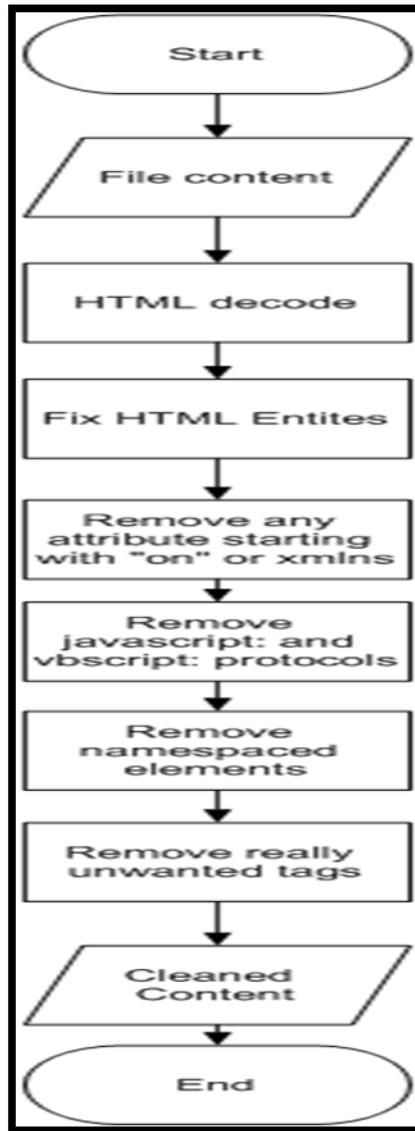 Start
File content
HTML decode
Fix HTML Entites
Remove any
attribute starting
with "on" or xmlns
Remove
javascript: and
vbscript: protocols
Remove
namespaced
elements
Remove really
unwanted tags
Cleaned
Content
End